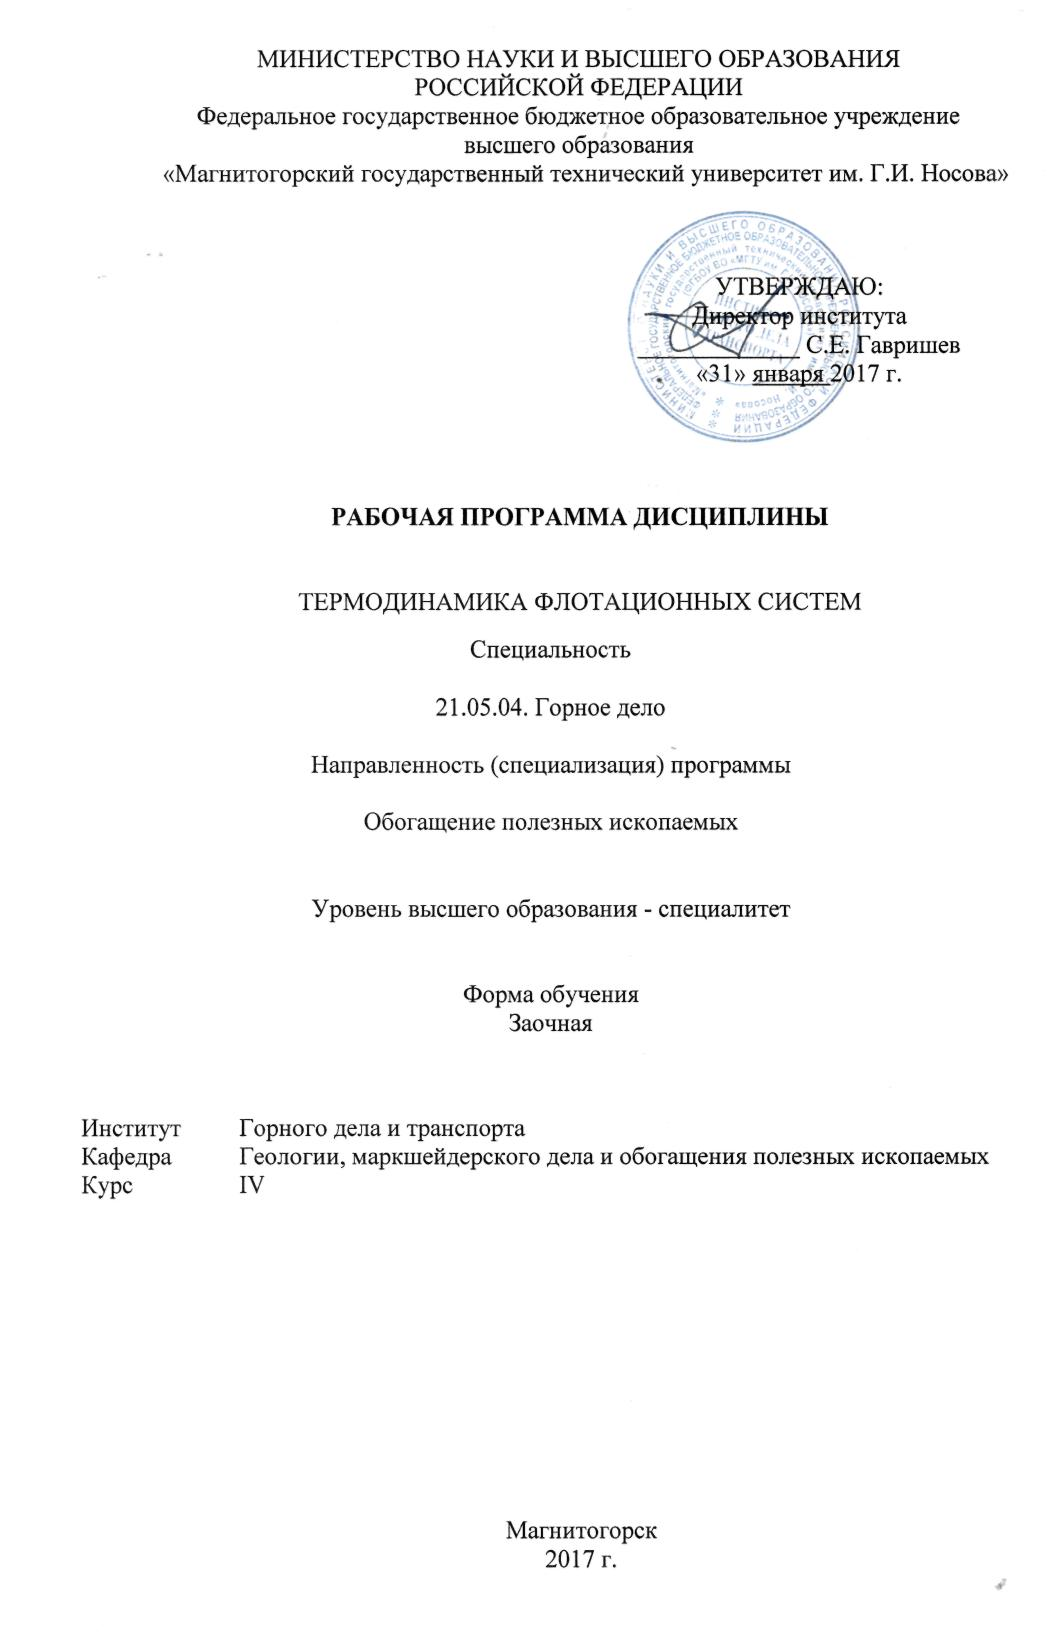 МИНИСТЕРСТВО НАУКИ И ВЫСШЕГО ОБРАЗОВАНИЯ
РОССИЙСКОЙ ФЕДЕРАЦИИ
Федеральное государственное бюджетное образовательное учреждение
высшего образования
«Магнитогорский государственный технический университет им. Г.И. Носова»
УТВЕРЖДАЮ:
Директор института
С.Е. Гавришев
«31» января 2017 г.
РАБОЧАЯ ПРОГРАММА ДИСЦИПЛИНЫ
ТЕРМОДИНАМИКА ФЛОТАЦИОННЫХ СИСТЕМ
Специальность
21.05.04. Горное дело
Направленность (специализация) программы
Обогащение полезных ископаемых
Уровень высшего образования - специалитет
Форма обучения
Заочная
Институт Горного дела и транспорта
Кафедра Геологии, маркшейдерского дела и обогащения полезных ископаемых
Курс IV
Магнитогорск
2017 г.